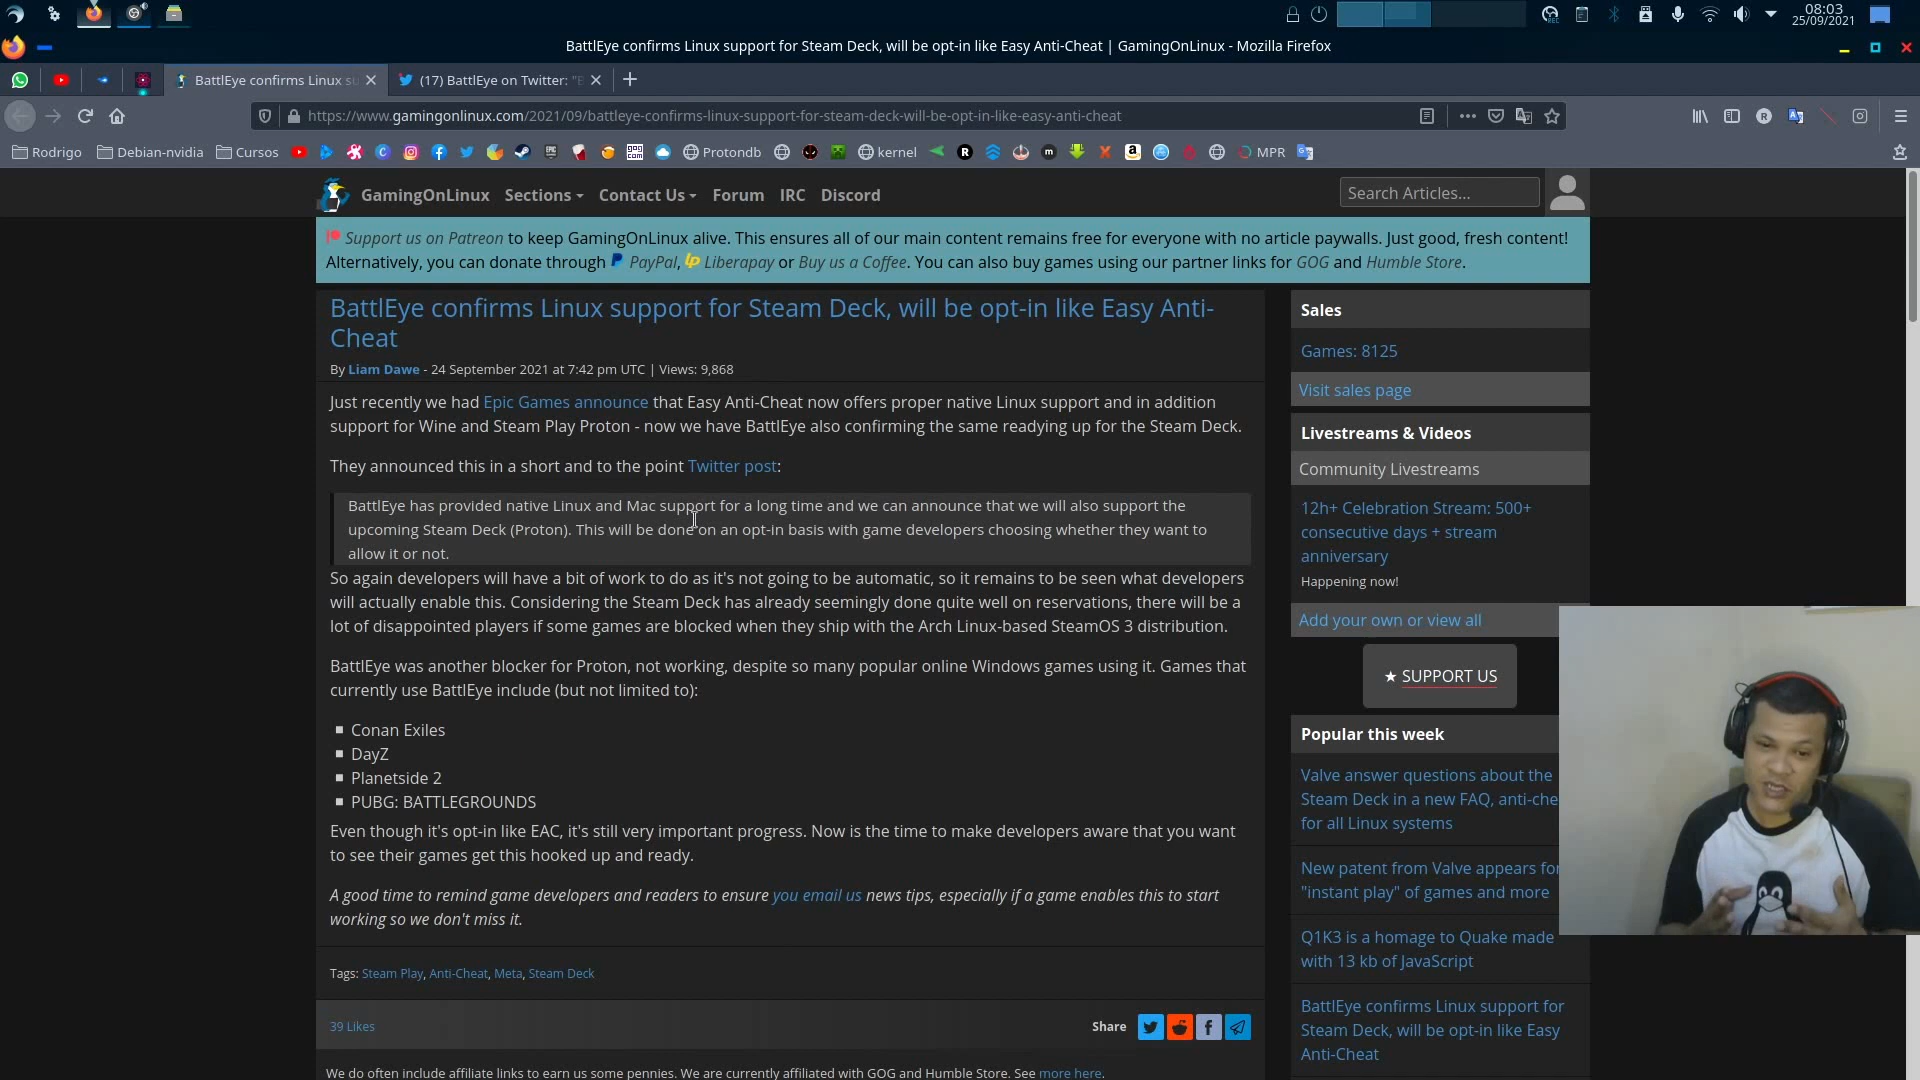 08:03
25/09/2021
BattlEye confirms Linux support for Steam Deck, will be opt-in like Easy Anti-Cheat | GamingOnLinux - Mozilla Firefox
BattlEye confirms Linux su
(17) BattlEye on Twitter: "B
https://www.gamingonlinux.com/2021/09/battleye-confirms-linux-support-for-steam-deck-will-be-opt-in-like-easy-anti-cheat
Rodrigo Debian-nvidia Cursos Protondb kernel MPR
GamingOnLinux Sections Contact Us Forum IRC Discord
Search Articles...
Support us on Patreon to keep GamingOnLinux alive. This ensures all of our main content remains free for everyone with no article paywalls. Just good, fresh content!
Alternatively, you can donate through PayPal, Liberapay or Buy us a Coffee. You can also buy games using our partner links for GOG and Humble Store.
BattlEye confirms Linux support for Steam Deck, will be opt-in like Easy Anti-
Cheat
By Liam Dawe - 24 September 2021 at 7:42 pm UTC | Views: 9,868
Just recently we had Epic Games announce that Easy Anti-Cheat now offers proper native Linux support and in addition
support for Wine and Steam Play Proton - now we have BattlEye also confirming the same readying up for the Steam Deck.
They announced this in a short and to the point Twitter post:
BattlEye has provided native Linux and Mac support for a long time and we can announce that we will also support the
upcoming Steam Deck (Proton). This will be done on an opt-in basis with game developers choosing whether they want to
allow it or not.
So again developers will have a bit of work to do as it's not going to be automatic, so it remains to be seen what developers
will actually enable this. Considering the Steam Deck has already seemingly done quite well on reservations, there will be a
lot of disappointed players if some games are blocked when they ship with the Arch Linux-based SteamOS 3 distribution.
BattlEye was another blocker for Proton, not working, despite so many popular online Windows games using it. Games that
currently use BattlEye include (but not limited to):
Conan Exiles
DayZ
Planetside 2
PUBG: BATTLEGROUNDS
Even though it's opt-in like EAC, it's still very important progress. Now is the time to make developers aware that you want
to see their games get this hooked up and ready.
A good time to remind game developers and readers to ensure you email us news tips, especially if a game enables this to start
working so we don't miss it.
Tags: Steam Play, Anti-Cheat, Meta, Steam Deck
39 Likes
Share
We do often include affiliate links to earn us some pennies. We are currently affiliated with GOG and Humble Store. See more here.
Sales
Games: 8125
Visit sales page
Livestreams & Videos
Community Livestreams
12h+ Celebration Stream: 500+
consecutive days + stream
anniversary
Happening now!
Add your own or view all
★ SUPPORT US
Popular this week
Valve answer questions about the
Steam Deck in a new FAQ, anti-che
for all Linux systems
New patent from Valve appears for
"instant play" of games and more
Q1K3 is a homage to Quake made
with 13 kb of JavaScript
BattlEye confirms Linux support for
Steam Deck, will be opt-in like Easy
Anti-Cheat